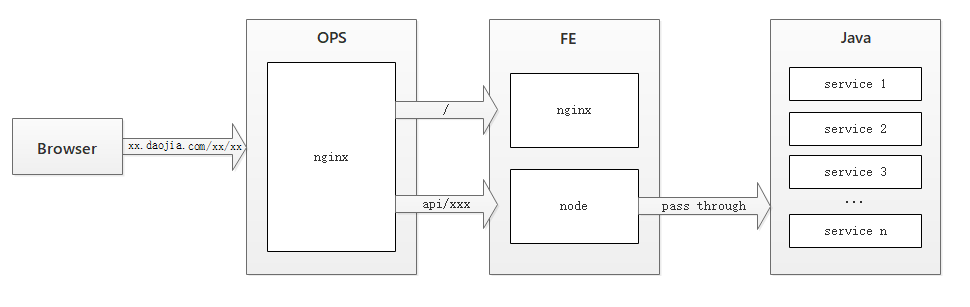 Browser
xx.daojia.com/xx/xx
OPS
nginx
/
api/xxx
FE
nginx
node
pass through
Java
service 1
service 2
service 3
...
service n